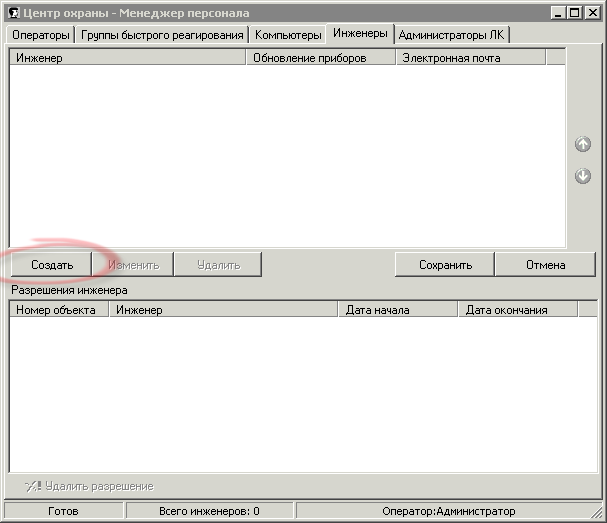 Центр охраны - Менеджер персонала
Операторы Группы быстрого реагирования Компьютеры Инженеры Администраторы ЛК
Инженер Обновление приборов Электронная почта
Создать Изменить Удалить Сохранить Отмена
Разрешения инженера
Номер объекта Инженер Дата начала Дата окончания
Удалить разрешение
Готов Всего инженеров: 0 Оператор:Администратор